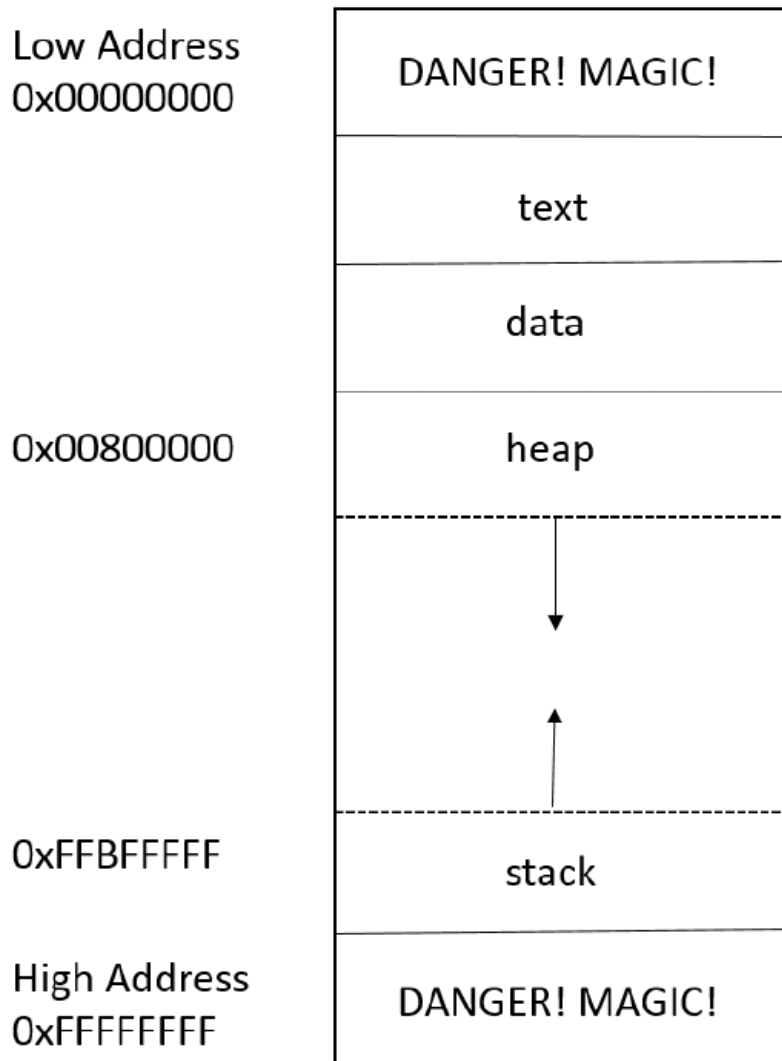 Low Address
0x00000000
DANGER! MAGIC!
text
data
0x00800000
heap
0xFFBFFFFF
stack
High Address
0xFFFFFFFF
DANGER! MAGIC!